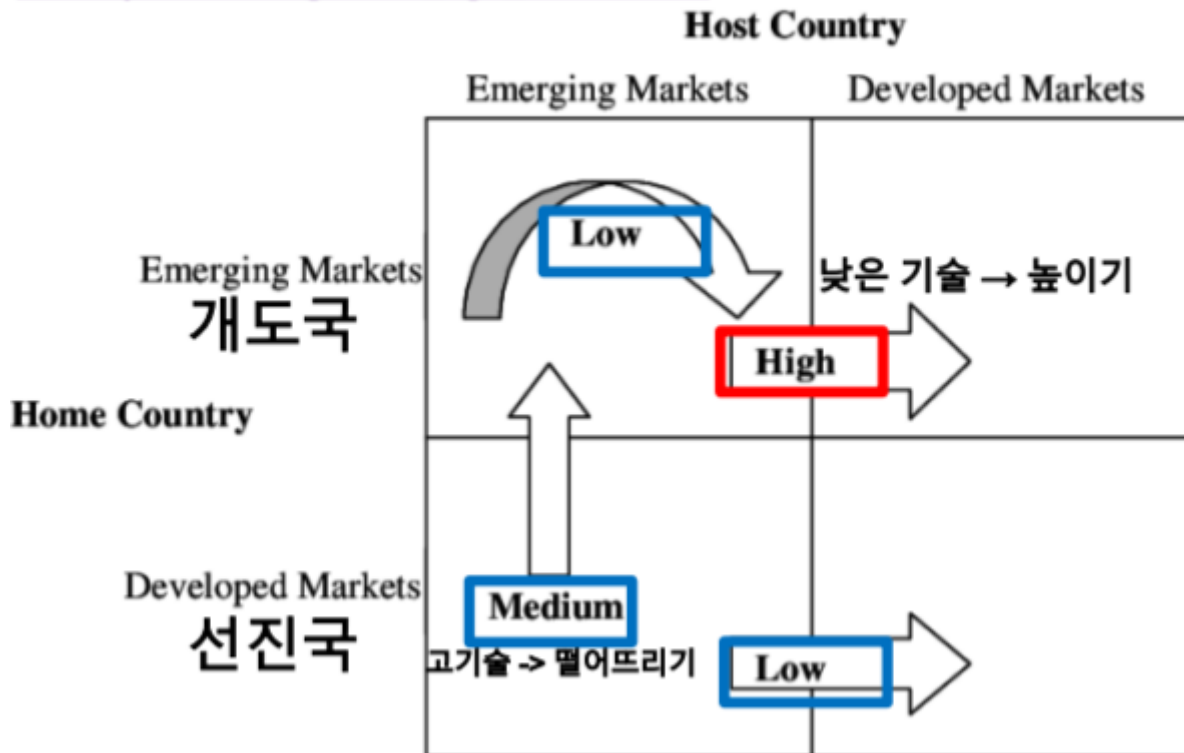 Host Country
Emerging Markets Developed Markets
Low
Emerging Markets
개도국
낮은 기술 → 높이기
High
Home Country
Developed Markets
선진국
Medium
고기술 -> 떨어뜨리기
Low